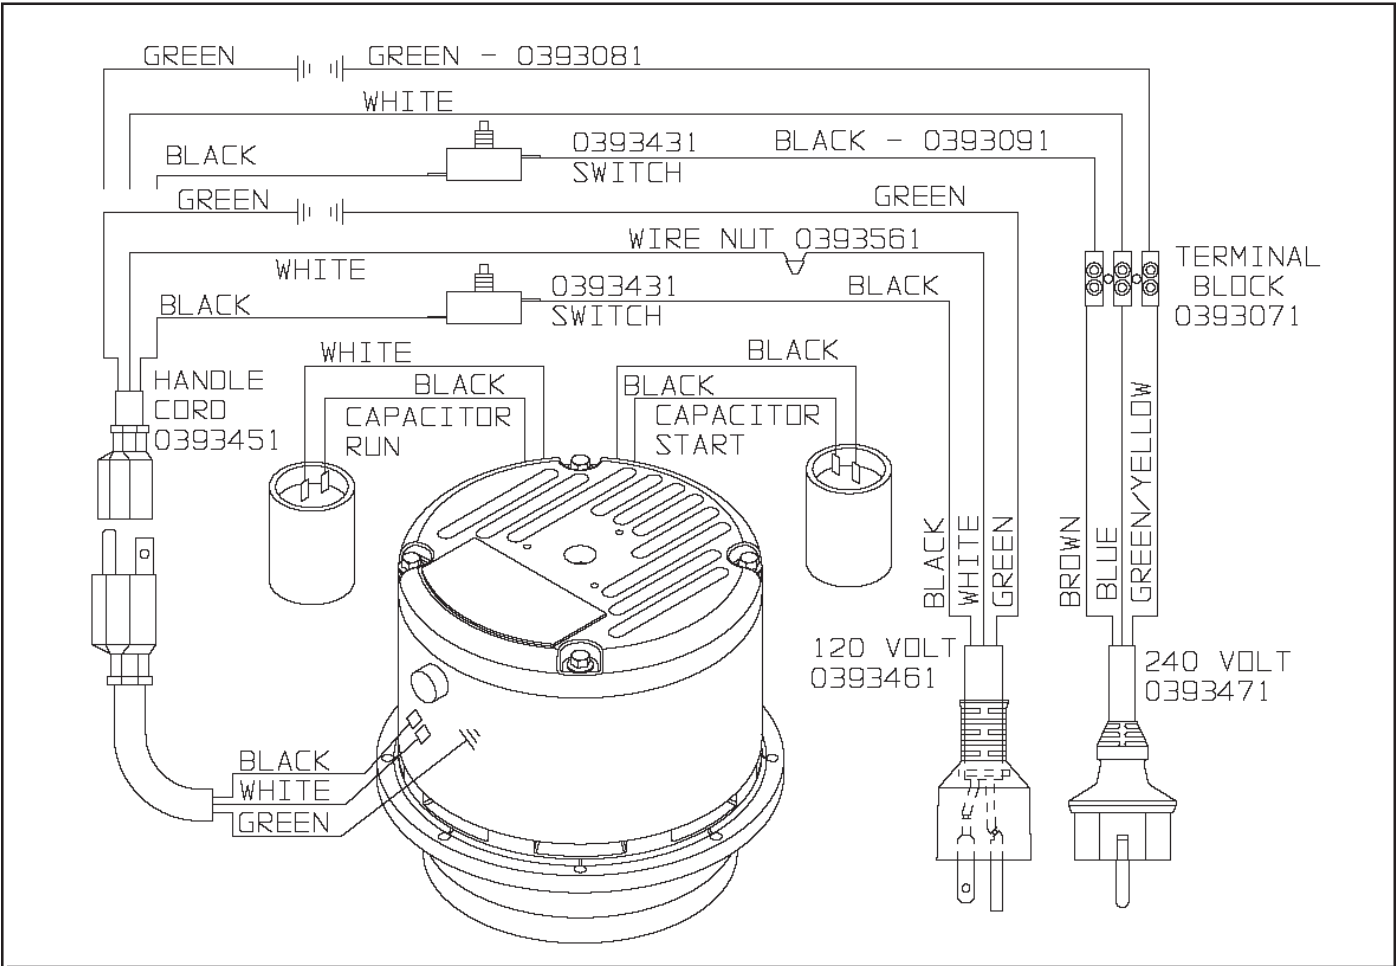 GREEN
GREEN - 0393081
WHITE
BLACK
0393431
SWITCH
BLACK - 0393091
GREEN
GREEN
WIRE NUT 0393561
WHITE
BLACK
0393431
SWITCH
BLACK
TERMINAL
BLOCK
0393071
HANDLE
CORD
0393451
WHITE
BLACK
CAPACITOR
RUN
BLACK
BLACK
CAPACITOR
START
BLACK
WHITE
GREEN
BROWN
BLUE
GREEN/YELLOW
120 VOLT
0393461
240 VOLT
0393471
BLACK
WHITE
GREEN